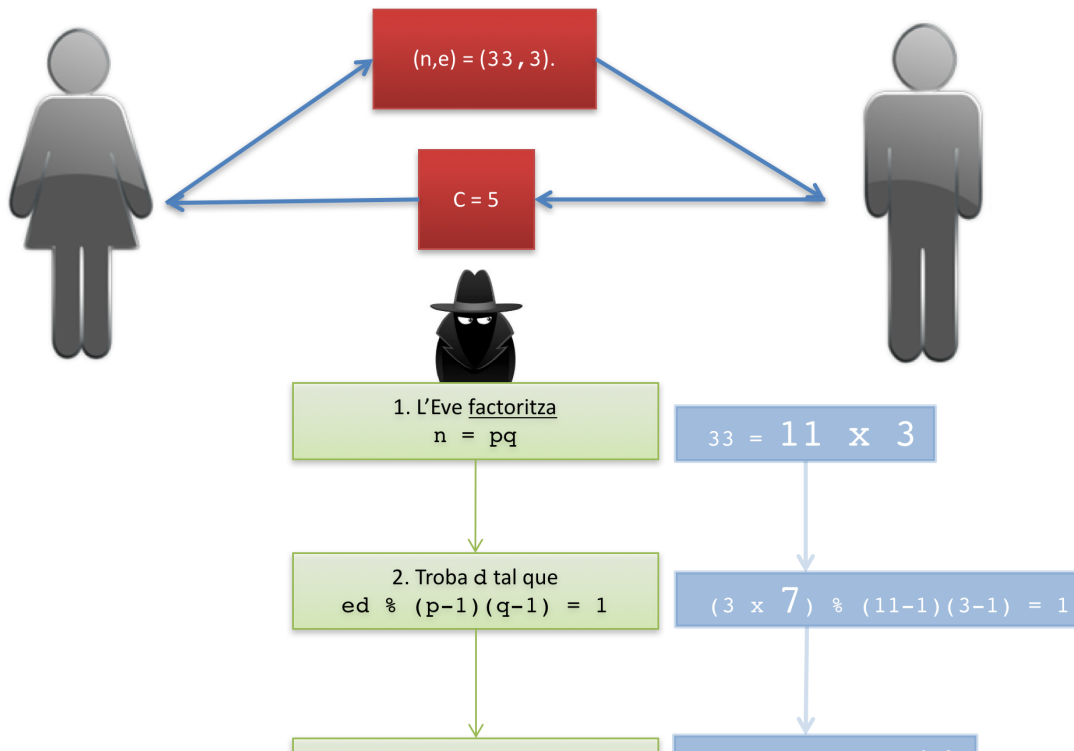 (n,e) = (33,3).
C = 5
1. L'Eve factoritza
n = pq
33 = 11 x 3
2. Troba d tal que
ed % (p-1)(q-1) = 1
(3 x 7) % (11-1)(3-1) = 1